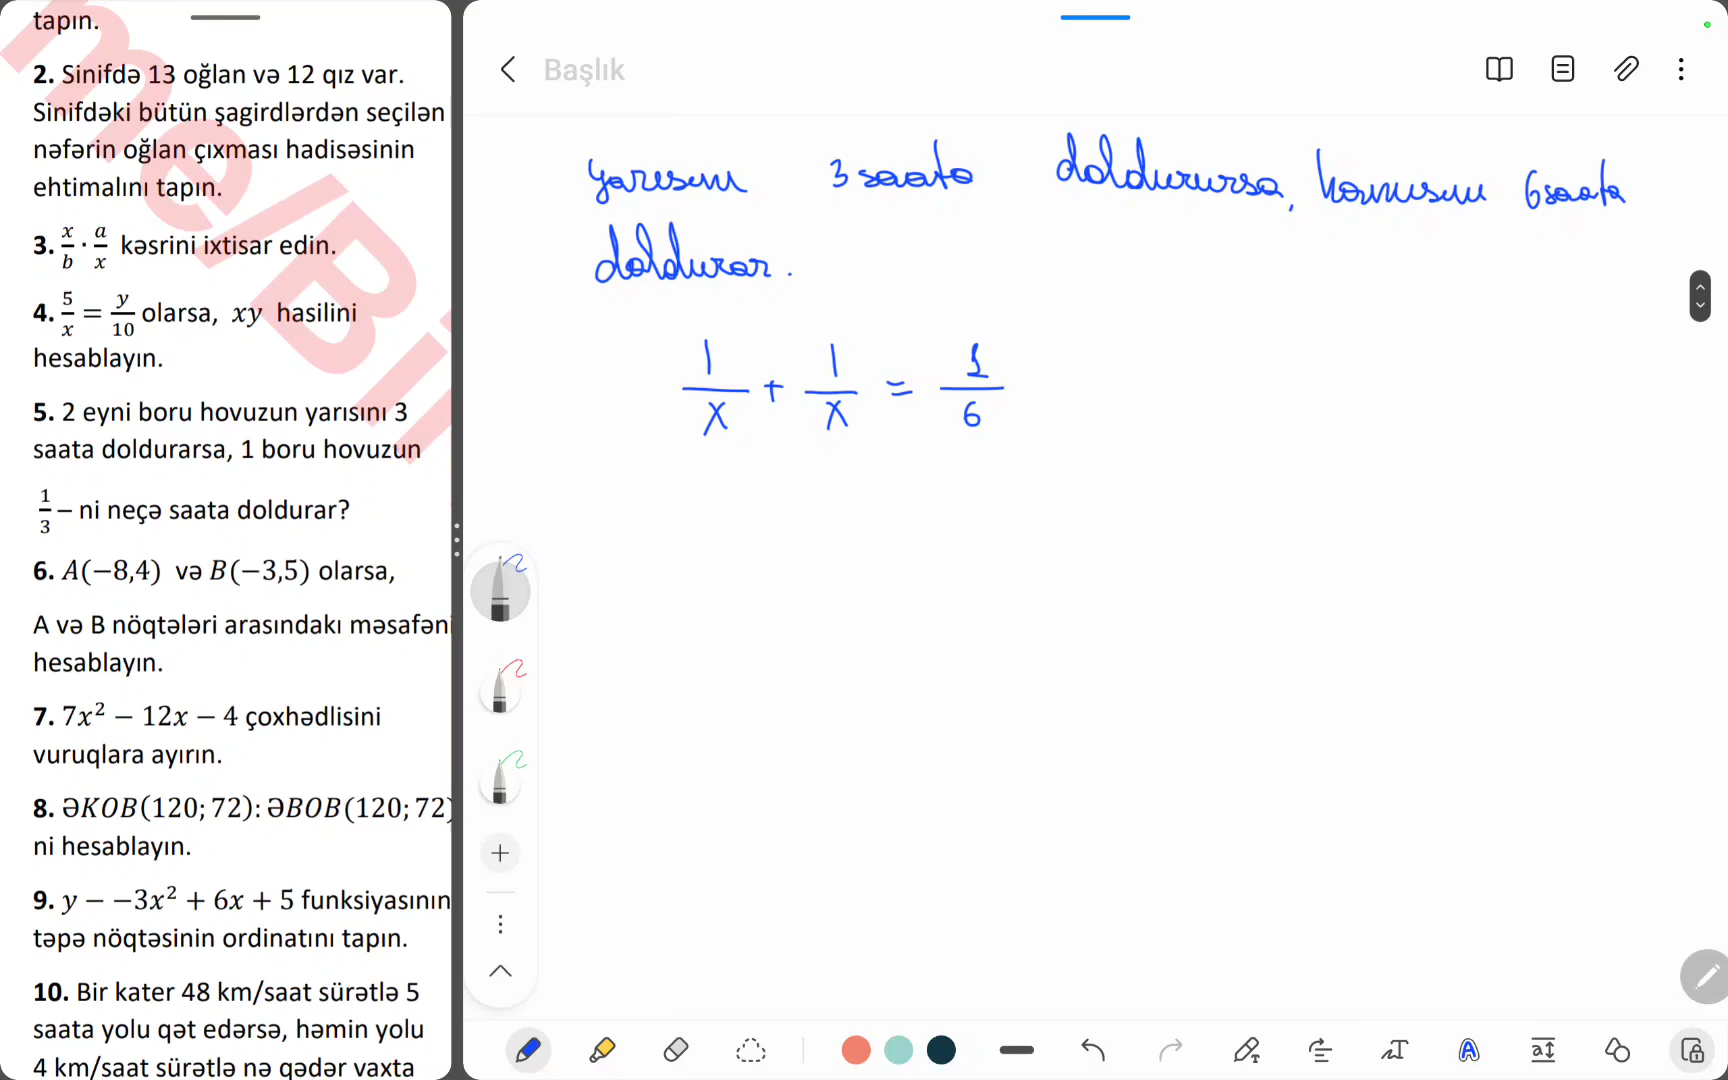 tapın.
2. Sinifdə 13 oğlan və 12 qız var.
Sinifdəki bütün şagirdlərdən seçilən
nəfərin oğlan çıxması hadisəsinin
ehtimalını tapın.
3. x/b · a/x kəsrini ixtisar edin.
4. 5/x = y/10 olarsa, xy hasilini
hesablayın.
5. 2 eyni boru hovuzun yarısını 3
saata doldurarsa, 1 boru hovuzun
1/3 – ni neçə saata doldurar?
6. A(−8,4) və B(−3,5) olarsa,
A və B nöqtələri arasındakı məsafəni
hesablayın.
7. 7x² − 12x − 4 çoxhədlisini
vuruqlara ayırın.
8. ƏKOB(120; 72): ƏBOB(120; 72)
ni hesablayın.
9. y − −3x² + 6x + 5 funksiyasının
təpə nöqtəsinin ordinatını tapın.
10. Bir kater 48 km/saat sürətlə 5
saata yolu qət edərsə, həmin yolu
4 km/saat sürətlə nə qədər vaxta
me/Bil
Başlık
yarısını 3 saata doldurursa, hamısını 6 saata
doldurar.
1/x + 1/x = 1/6